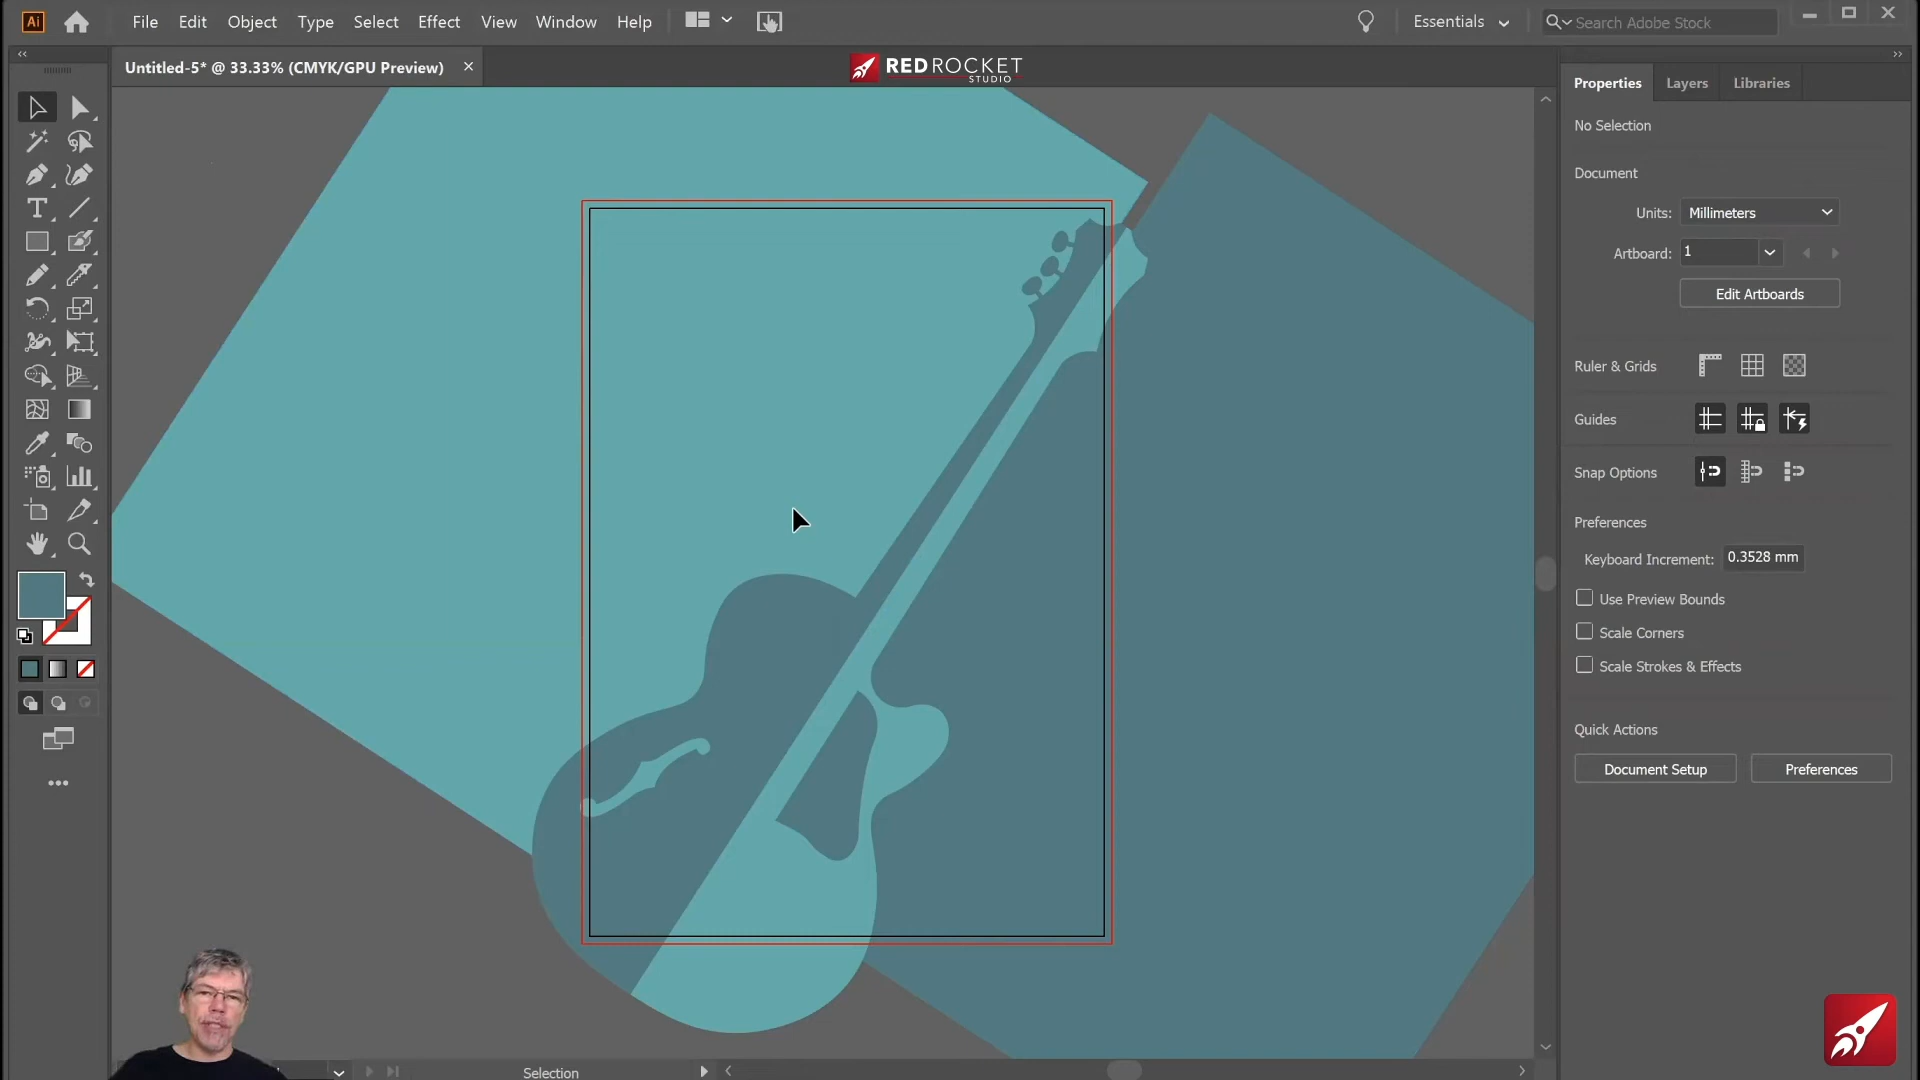 Ai
File Edit Object Type Select Effect View Window Help
Essentials
Search Adobe Stock
Untitled-5* @ 33.33% (CMYK/GPU Preview)
REDROCKET
STUDIO
Properties Layers Libraries
No Selection
Document
Units: Millimeters
Artboard: 1
Edit Artboards
Ruler & Grids
Guides
Snap Options
Preferences
Keyboard Increment: 0.3528 mm
Use Preview Bounds
Scale Corners
Scale Strokes & Effects
Quick Actions
Document Setup Preferences
Selection